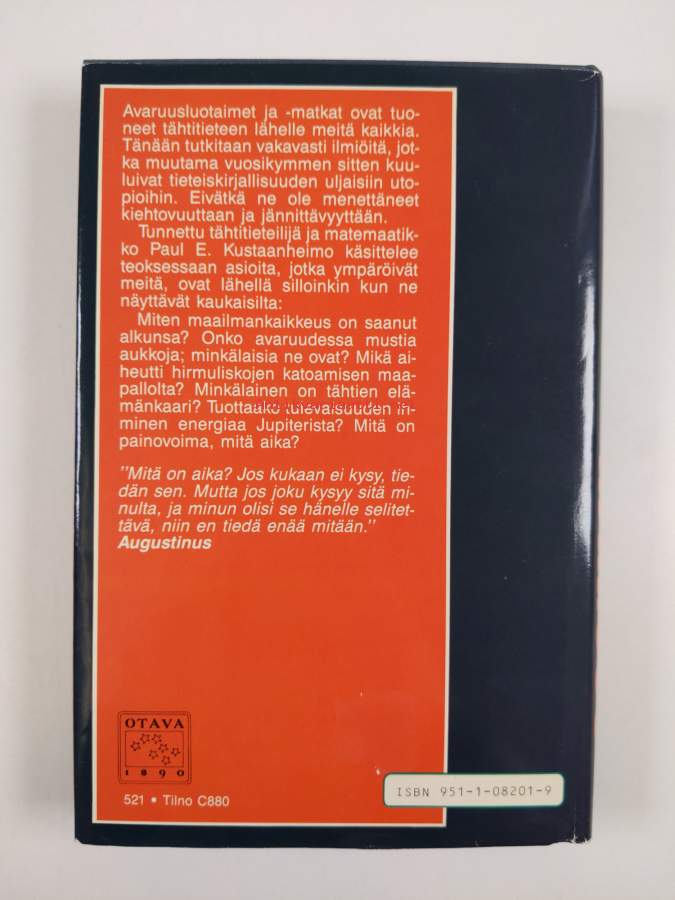 Avaruusluotaimet ja -matkat ovat tuo-
neet tähtitieteen lähelle meitä kaikkia.
Tänään tutkitaan vakavasti ilmiöitä, jot-
ka muutama vuosikymmen sitten kuu-
luivat tieteiskirjallisuuden uljaisiin uto-
pioihin. Eivätkä ne ole menettäneet
kiehtovuuttaan ja jännittävyyttään.
Tunnettu tähtitieteilijä ja matemaatik-
ko Paul E. Kustaanheimo käsittelee
teoksessaan asioita, jotka ympäröivät
meitä, ovat lähellä silloinkin kun ne
näyttävät kaukaisilta:
Miten maailmankaikkeus on saanut
alkunsa? Onko avaruudessa mustia
aukkoja; minkälaisia ne ovat? Mikä ai-
heutti hirmuliskojen katoamisen maa-
pallolta? Minkälainen on tähtien elä-
mänkaari? Tuottaako tulevaisuuden ih-
minen energiaa Jupiterista? Mitä on
painovoima, mitä aika?
"Mitä on aika? Jos kukaan ei kysy, tie-
dän sen. Mutta jos joku kysyy sitä mi-
nulta, ja minun olisi se hänelle selitet-
tävä, niin en tiedä enää mitään."
Augustinus
OTAVA
1890
521 • Tilno C880
ISBN 951-1-08201-9